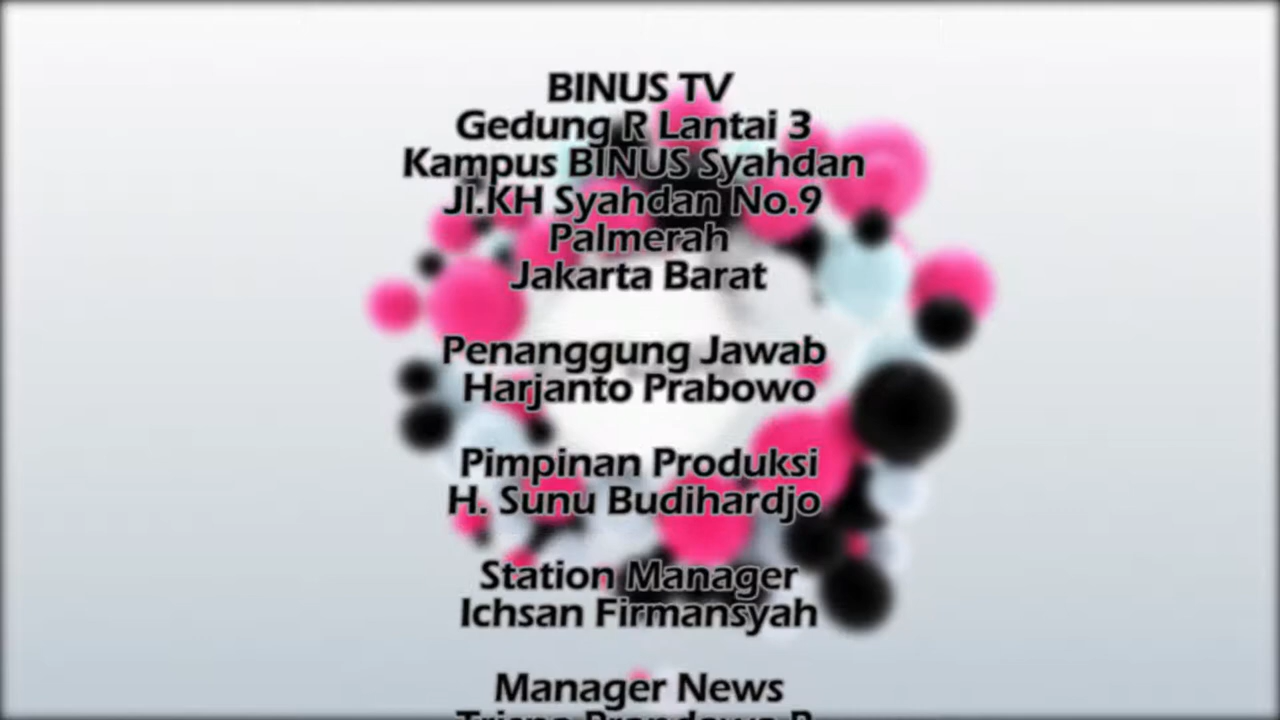 BINUS TV
Gedung R Lantai 3
Kampus BINUS Syahdan
Jl.KH Syahdan No.9
Palmerah
Jakarta Barat
Penanggung Jawab
Harjanto Prabowo
Pimpinan Produksi
H. Sunu Budihardjo
Station Manager
Ichsan Firmansyah
Manager News